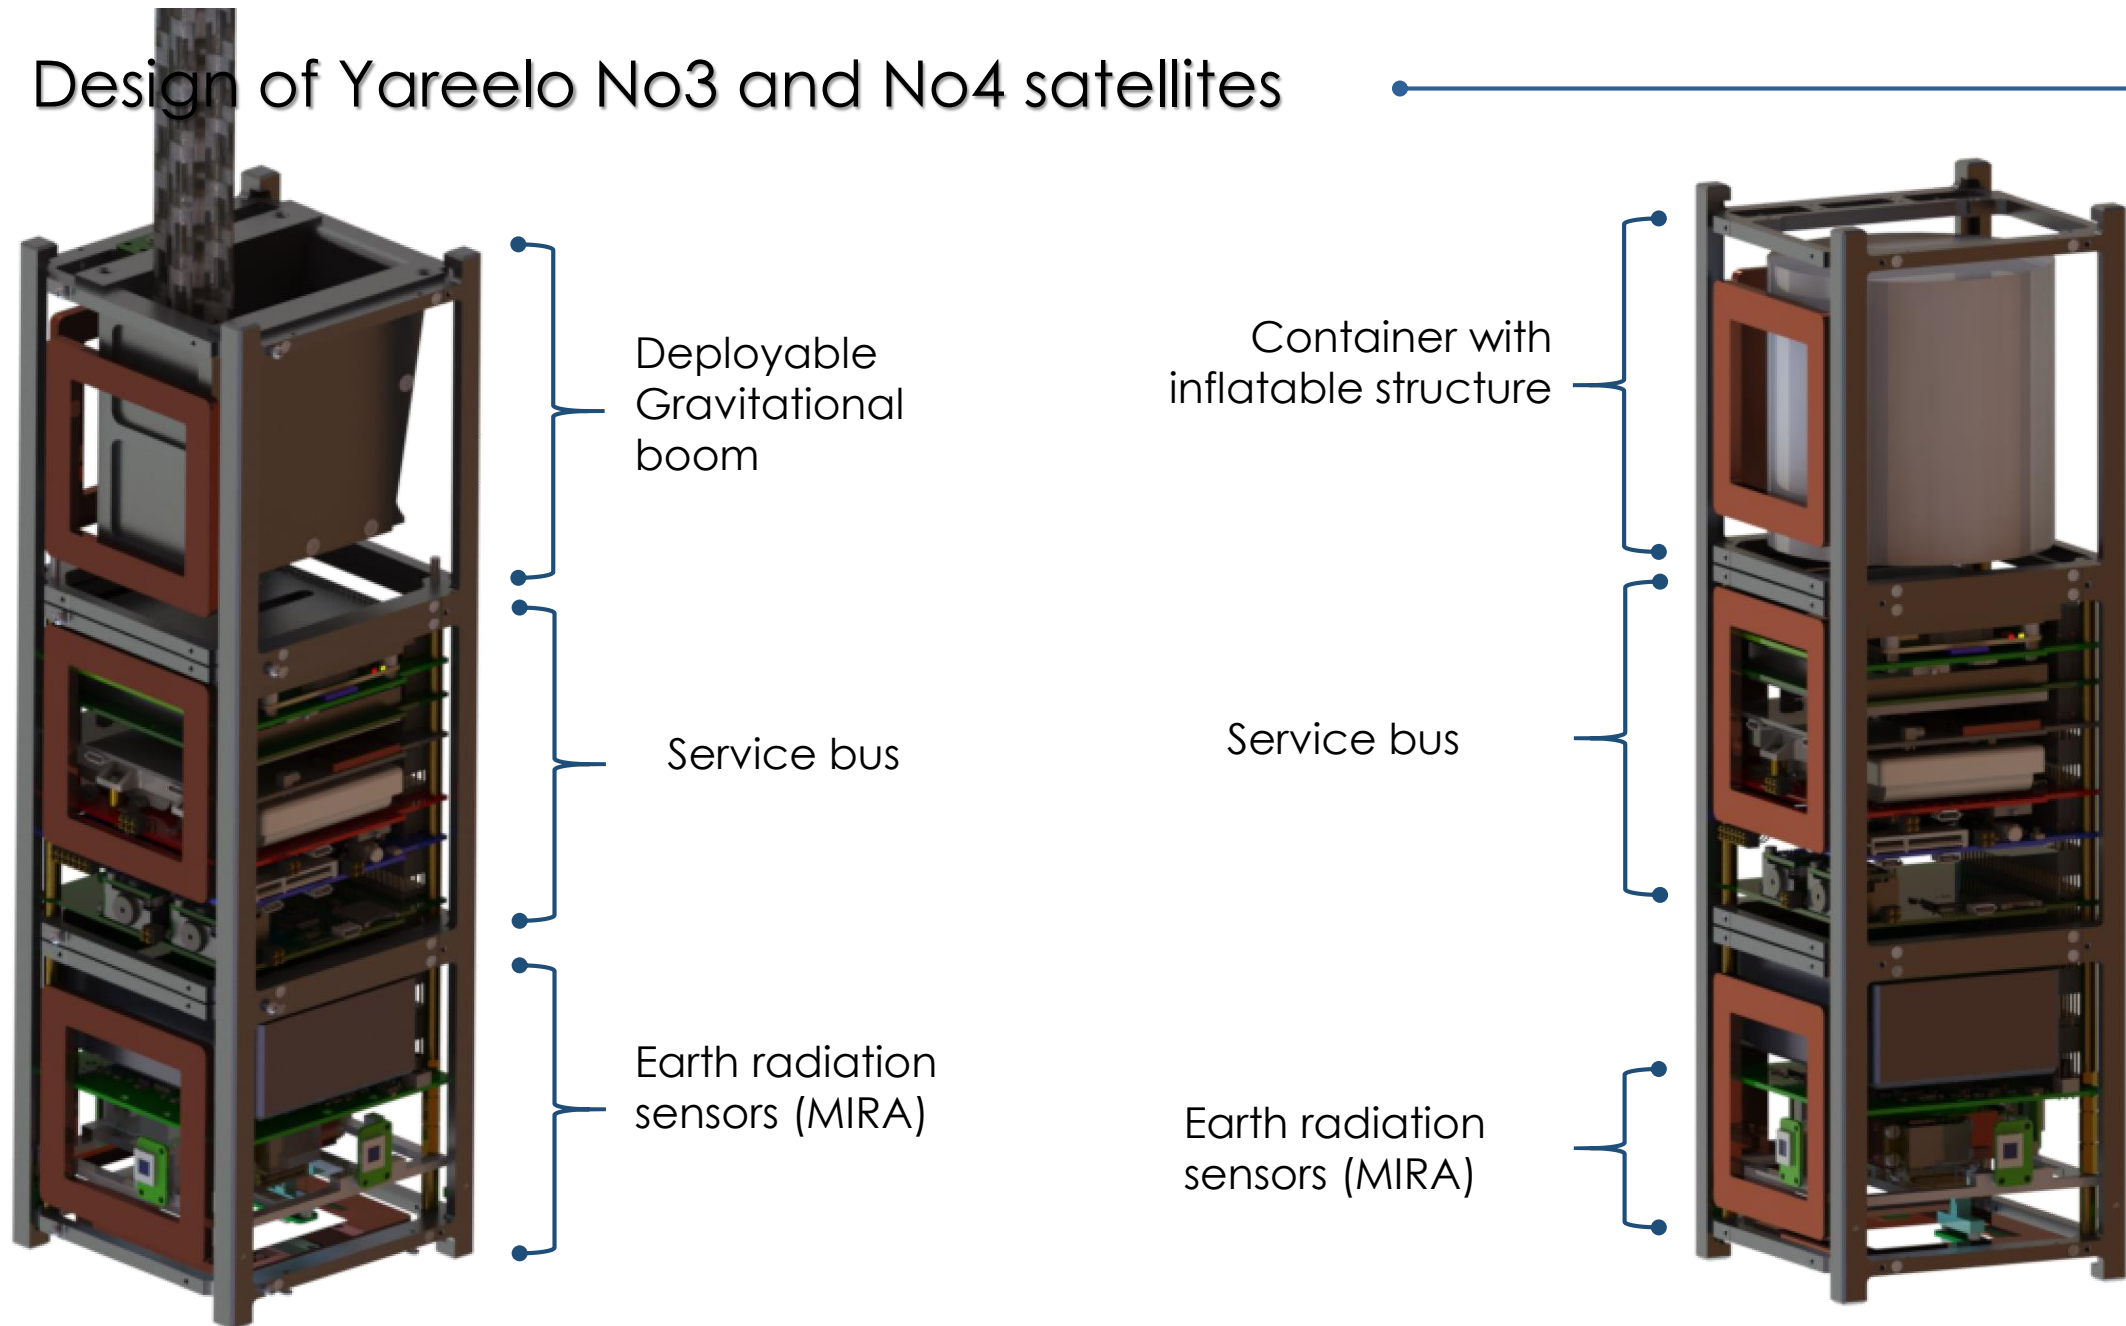 Design of Yareelo No3 and No4 satellites
Deployable
Gravitational
boom
Service bus
Earth radiation
sensors (MIRA)
Container with
inflatable structure
Service bus
Earth radiation
sensors (MIRA)